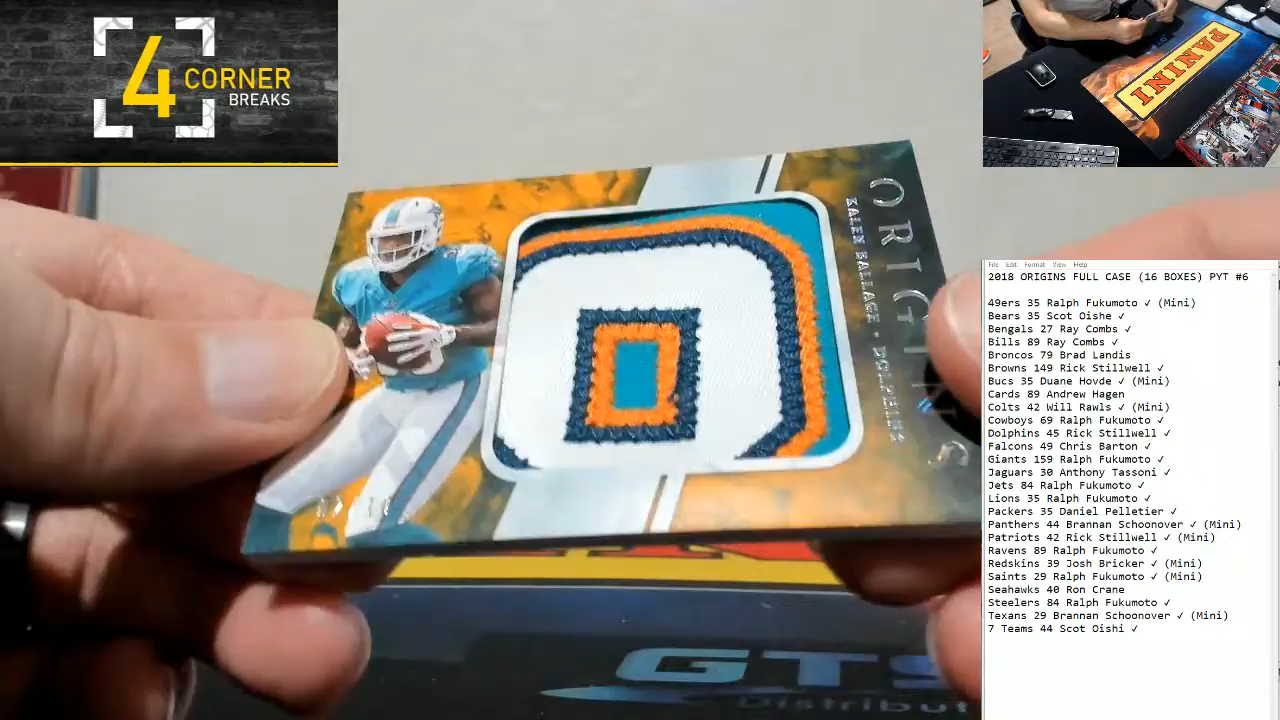 4
CORNER
BREAKS
PANINI
ORIGINS
KALEN BALLAGE · DOLPHINS
GTS
Distribut
File Edit Format View Help
2018 ORIGINS FULL CASE (16 BOXES) PYT #6
49ers 35 Ralph Fukumoto ✓ (Mini)
Bears 35 Scot Oishe ✓
Bengals 27 Ray Combs ✓
Bills 89 Ray Combs ✓
Broncos 79 Brad Landis
Browns 149 Rick Stillwell ✓
Bucs 35 Duane Hovde ✓ (Mini)
Cards 89 Andrew Hagen
Colts 42 Will Rawls ✓ (Mini)
Cowboys 69 Ralph Fukumoto ✓
Dolphins 45 Rick Stillwell ✓
Falcons 49 Chris Barton ✓
Giants 159 Ralph Fukumoto ✓
Jaguars 30 Anthony Tassoni ✓
Jets 84 Ralph Fukumoto ✓
Lions 35 Ralph Fukumoto ✓
Packers 35 Daniel Pelletier ✓
Panthers 44 Brannan Schoonover ✓ (Mini)
Patriots 42 Rick Stillwell ✓ (Mini)
Ravens 89 Ralph Fukumoto ✓
Redskins 39 Josh Bricker ✓ (Mini)
Saints 29 Ralph Fukumoto ✓ (Mini)
Seahawks 40 Ron Crane
Steelers 84 Ralph Fukumoto ✓
Texans 29 Brannan Schoonover ✓ (Mini)
7 Teams 44 Scot Oishi ✓